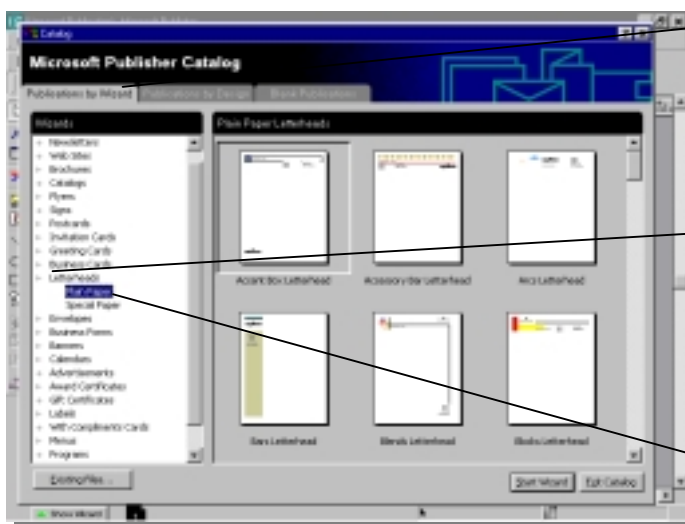 Catalog
Microsoft Publisher Catalog
Publications by Wizard Publications by Design Blank Publications
Wizards
Plain Paper Letterheads
Newsletters
Web Sites
Brochures
Catalogs
Flyers
Signs
Postcards
Invitation Cards
Greeting Cards
Business Cards
Letterheads
Plain Paper
Special Paper
Envelopes
Business Forms
Banners
Calendars
Advertisements
Award Certificates
Gift Certificates
Labels
With Compliments Cards
Menus
Programs
Accent Box Letterhead
Accessory Bar Letterhead
Arcs Letterhead
Bars Letterhead
Blends Letterhead
Blocks Letterhead
Existing Files...
Start Wizard
Exit Catalog
Show Wizard